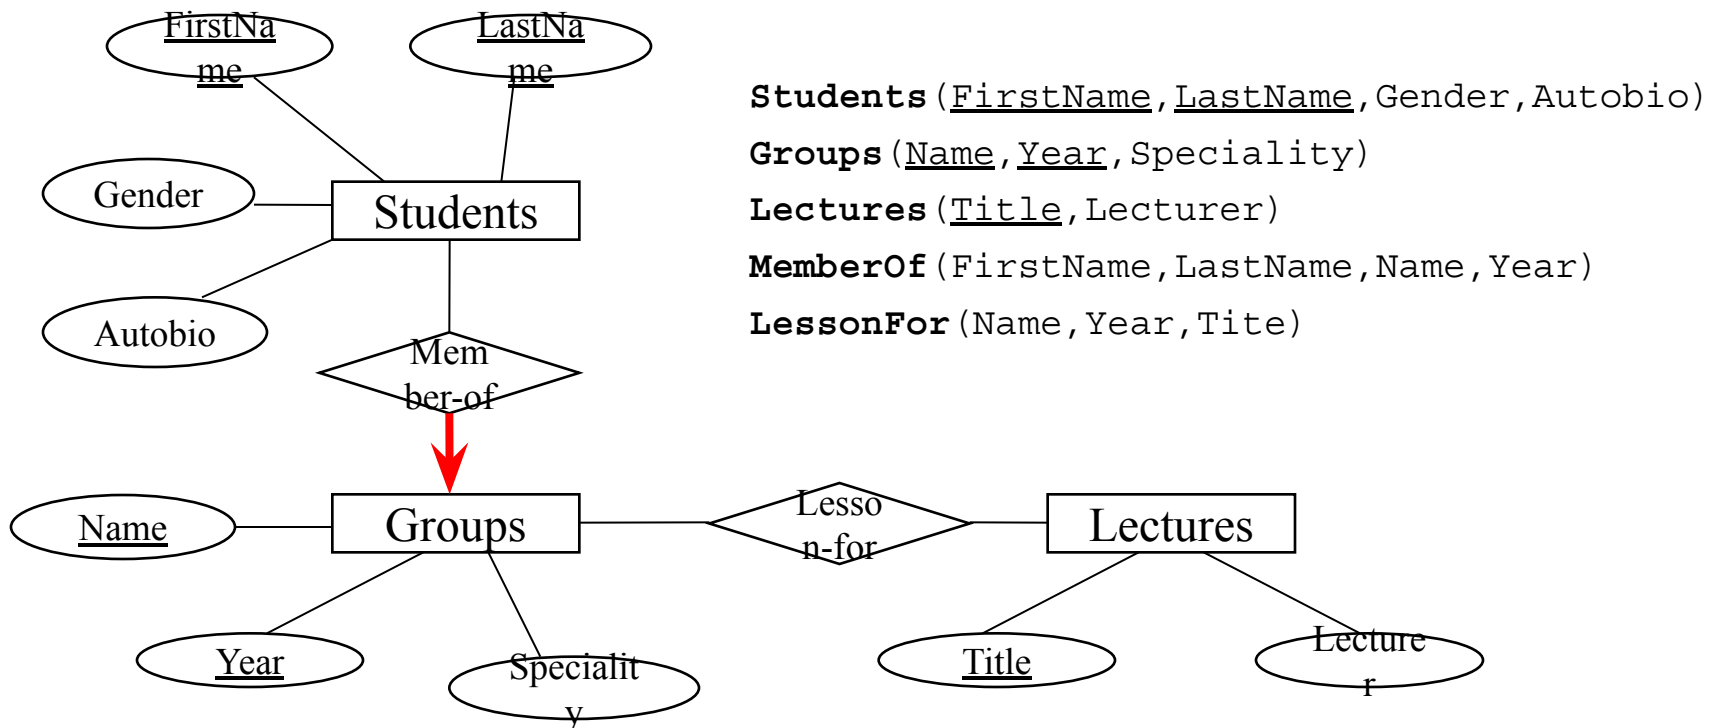 FirstNa
me
LastNa
me
Students(FirstName,LastName,Gender,Autobio)
Groups(Name,Year,Speciality)
Lectures(Title,Lecturer)
MemberOf(FirstName,LastName,Name,Year)
LessonFor(Name,Year,Tite)
Gender
Students
Autobio
Mem
ber-of
Name
Groups
Lesso
n-for
Lectures
Year
Specialit
y
Title
Lecture
r